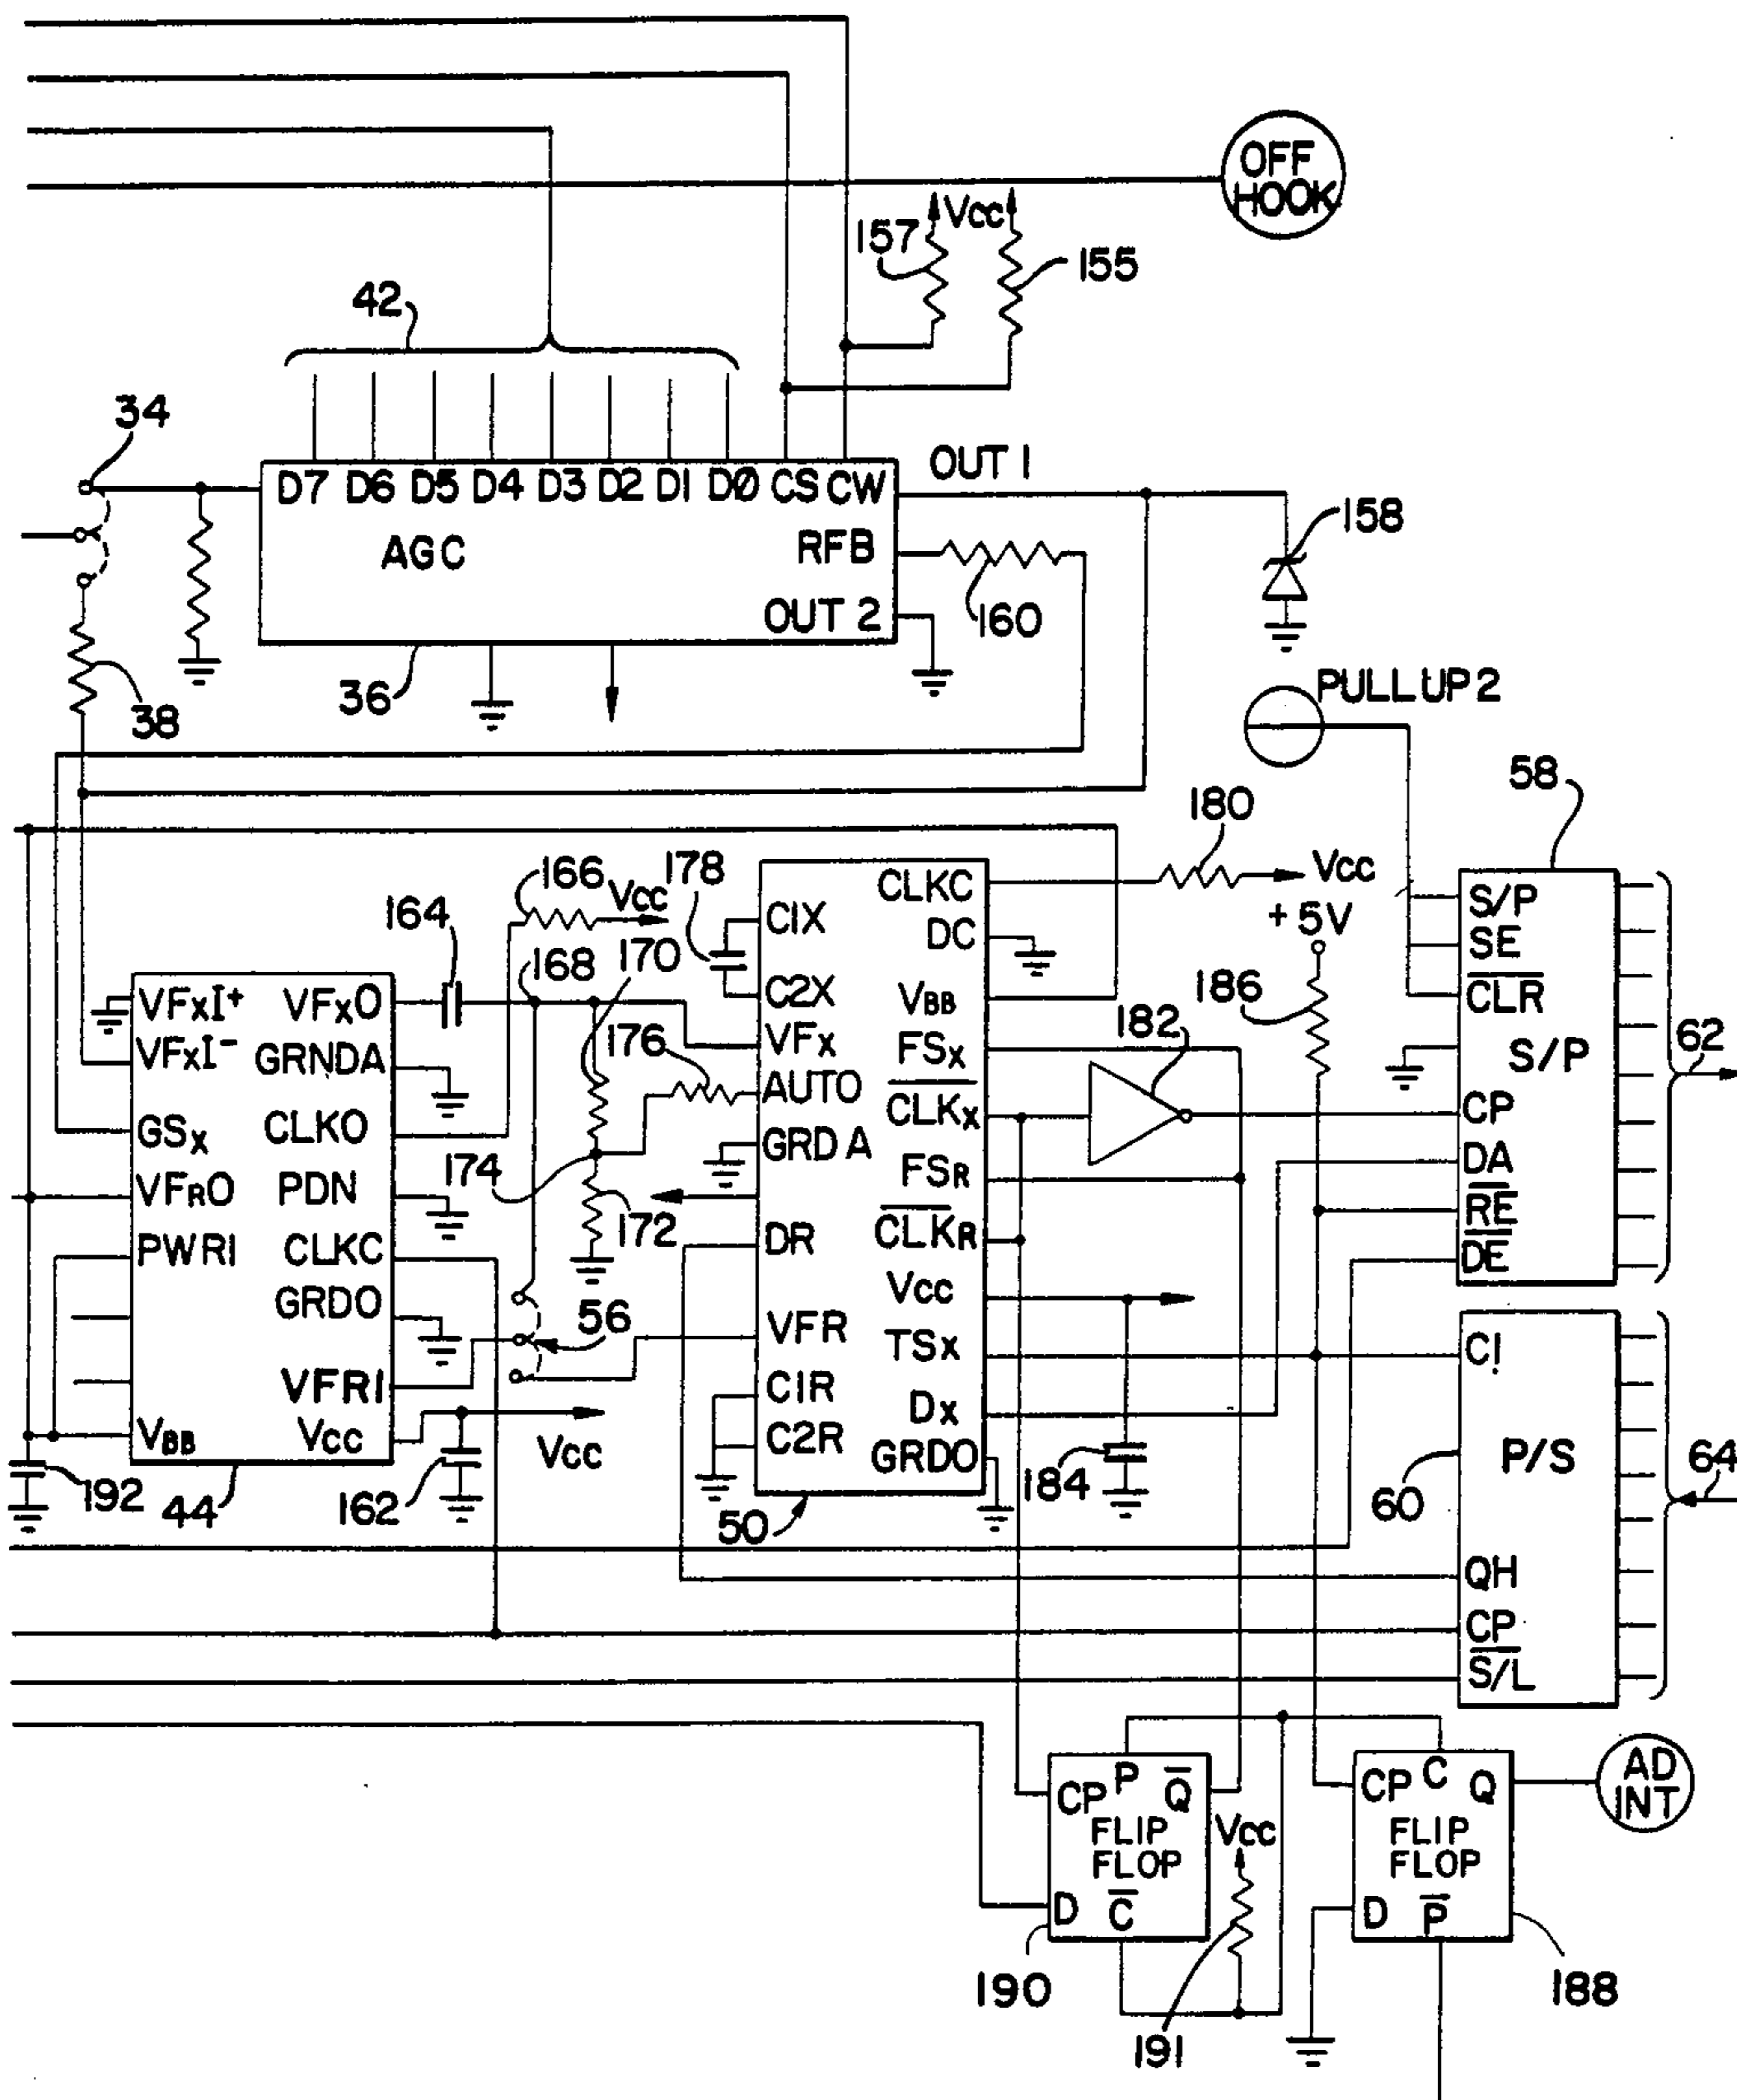 OFF
HOOK
Vcc
157
155
42
34
D7 D6 D5 D4 D3 D2 D1 D0 CS CW
OUT 1
158
AGC
RFB
OUT 2
160
36
38
PULLUP 2
58
180
Vcc
+5V
166
Vcc
178
164
170
168
176
174
172
186
182
VFxI+
VFxI-
GSx
VFRO
PWRI
VBB
VFxO
GRNDA
CLKO
PDN
CLKC
GRDO
VFRI
Vcc
Vcc
192
44
162
56
C1X
C2X
VFx
AUTO
GRDA
DR
VFR
C1R
C2R
CLKC
DC
VBB
FSx
CLKx
FSR
CLKR
Vcc
TSx
Dx
GRDO
50
184
S/P
SE
CLR
S/P
CP
DA
RE
DE
62
C!
P/S
60
64
QH
CP
S/L
CP P Q
FLIP
FLOP
D C
190
Vcc
191
CP C Q
FLIP
FLOP
D P
188
AD
INT